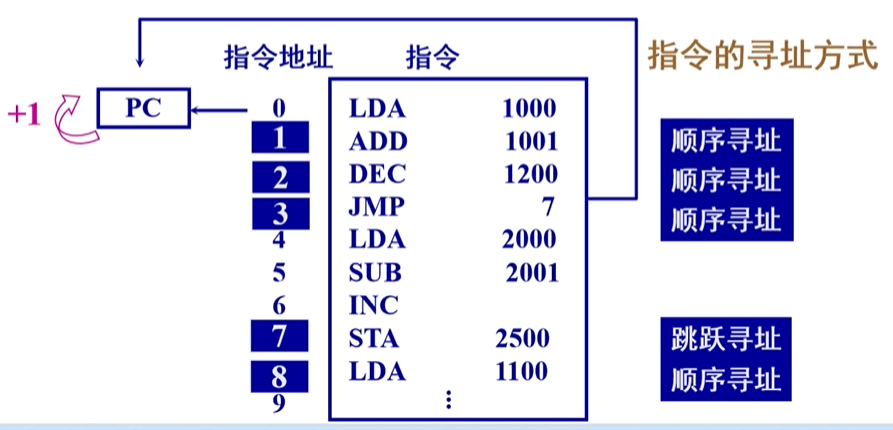 指令的寻址方式
指令地址 指令
+1 PC 0 LDA 1000
1 ADD 1001 顺序寻址
2 DEC 1200 顺序寻址
3 JMP 7 顺序寻址
4 LDA 2000
5 SUB 2001
6 INC
7 STA 2500 跳跃寻址
8 LDA 1100 顺序寻址
9 ⋮